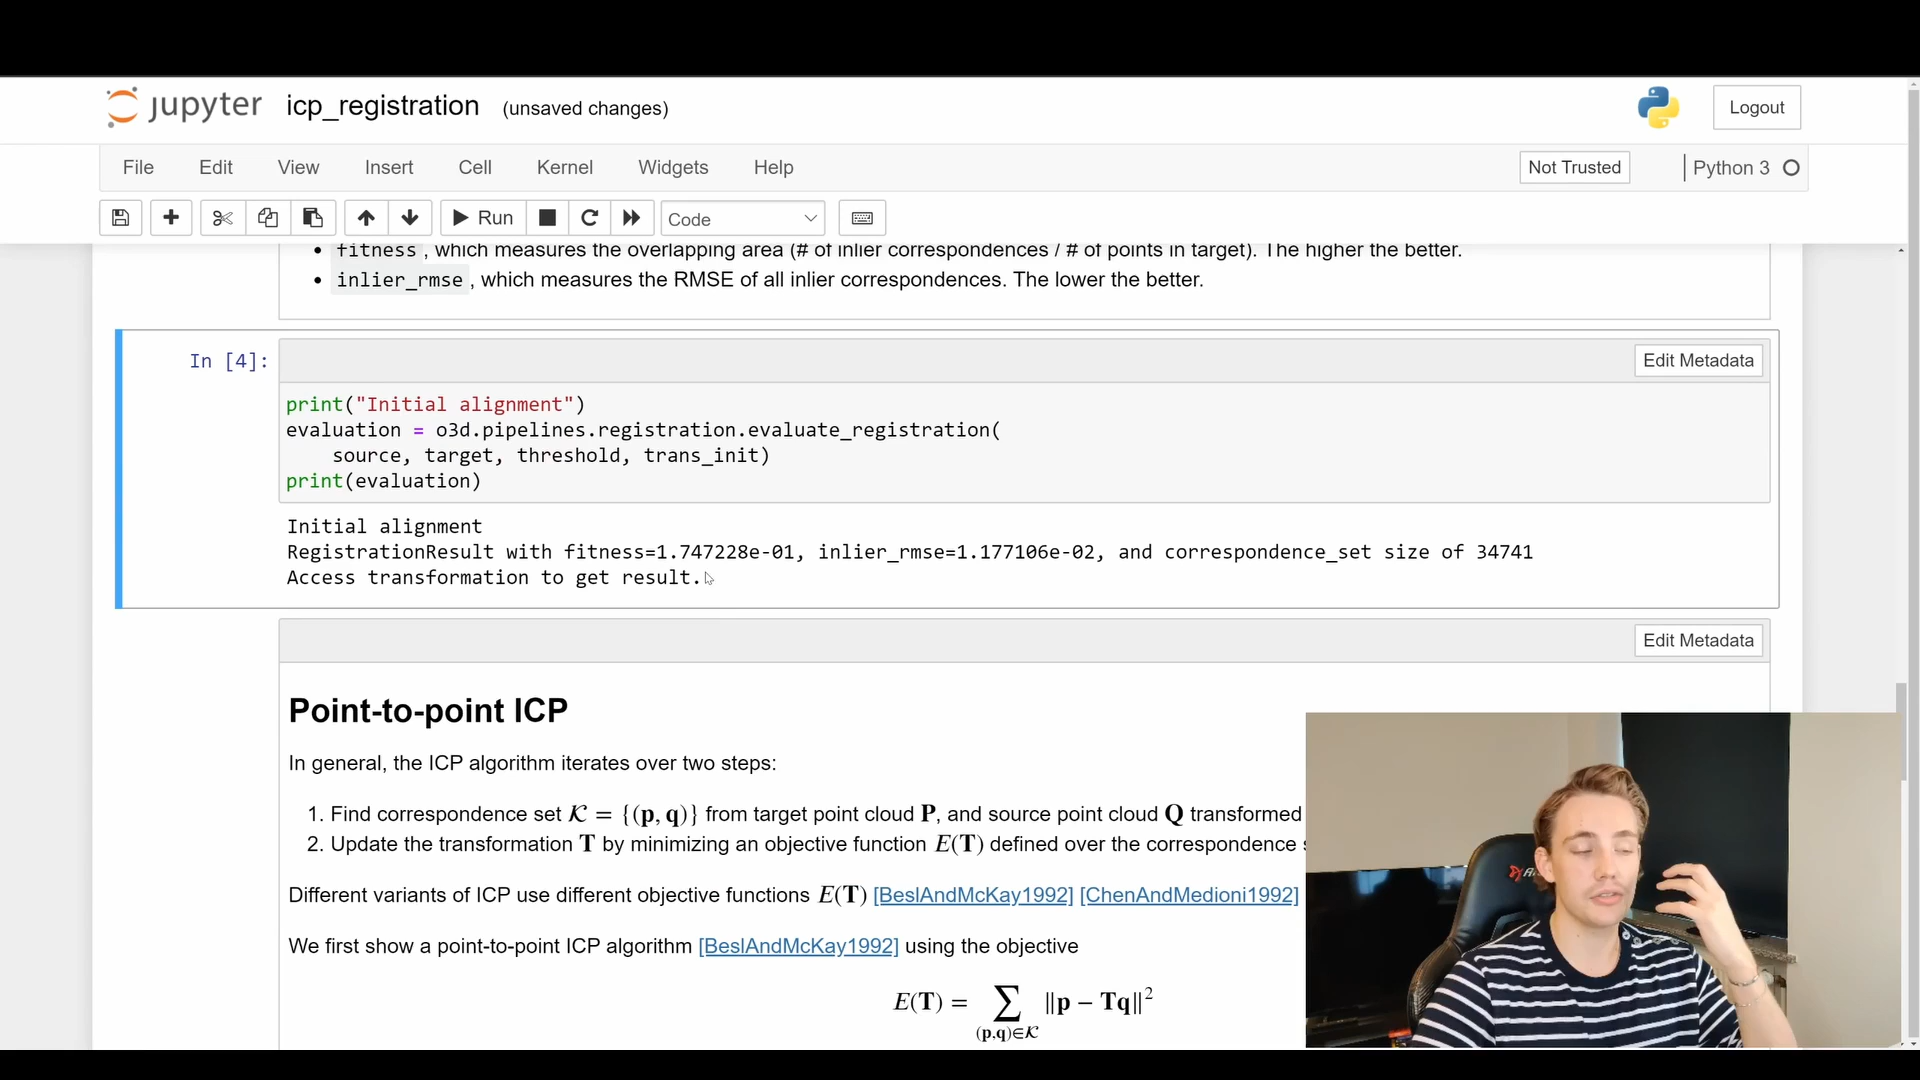 jupyter icp_registration (unsaved changes) Logout
File Edit View Insert Cell Kernel Widgets Help Not Trusted Python 3
Run Code
• fitness , which measures the overlapping area (# of inlier correspondences / # of points in target). The higher the better.
• inlier_rmse , which measures the RMSE of all inlier correspondences. The lower the better.
In [4]: Edit Metadata
print("Initial alignment")
evaluation = o3d.pipelines.registration.evaluate_registration(
source, target, threshold, trans_init)
print(evaluation)
Initial alignment
RegistrationResult with fitness=1.747228e-01, inlier_rmse=1.177106e-02, and correspondence_set size of 34741
Access transformation to get result.
Edit Metadata
Point-to-point ICP
In general, the ICP algorithm iterates over two steps:
1. Find correspondence set 𝒦 = {(p, q)} from target point cloud P, and source point cloud Q transformed
2. Update the transformation T by minimizing an objective function E(T) defined over the correspondence
Different variants of ICP use different objective functions E(T) [BeslAndMcKay1992] [ChenAndMedioni1992]
We first show a point-to-point ICP algorithm [BeslAndMcKay1992] using the objective
E(T) = ∑ ‖p − Tq‖²
(p,q)∈𝒦